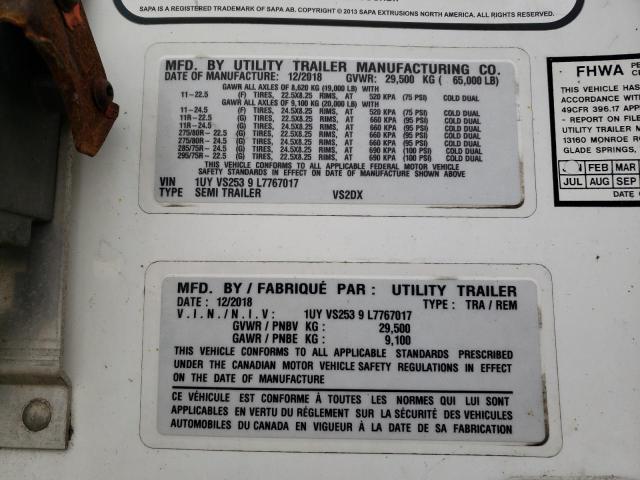 SAPA IS A REGISTERED TRADEMARK OF SAPA AB. COPYRIGHT © 2013 SAPA EXTRUSIONS NORTH AMERICA. ALL RIGHTS RESERVED.
MFD. BY UTILITY TRAILER MANUFACTURING CO.
DATE OF MANUFACTURE: 12/2018 GVWR: 29,500 KG ( 65,000 LB)
GAWR ALL AXLES OF 8,620 KG (19,000 LB) WITH
11-22.5 (F) TIRES, 22.5X8.25 RIMS, AT 520 KPA (75 PSI) COLD DUAL
GAWR ALL AXLES OF 9,100 KG (20,000 LB) WITH
11-24.5 (F) TIRES, 24.5X8.25 RIMS, AT 520 KPA (75 PSI) COLD DUAL
11R-22.5 (G) TIRES, 22.5X8.25 RIMS, AT 660 KPA (95 PSI) COLD DUAL
11R-24.5 (G) TIRES, 24.5X8.25 RIMS, AT 660 KPA (95 PSI) COLD DUAL
275/80R-22.5 (G) TIRES, 22.5X8.25 RIMS, AT 660 KPA (95 PSI) COLD DUAL
275/80R-24.5 (G) TIRES, 24.5X8.25 RIMS, AT 660 KPA (95 PSI) COLD DUAL
285/75R-24.5 (G) TIRES, 24.5X8.25 RIMS, AT 690 KPA (100 PSI) COLD DUAL
295/75R-22.5 (G) TIRES, 22.5X8.25 RIMS, AT 690 KPA (100 PSI) COLD DUAL
THIS VEHICLE CONFORMS TO ALL APPLICABLE FEDERAL MOTOR VEHICLE
SAFETY STANDARDS IN EFFECT ON THE DATE OF MANUFACTURE SHOWN ABOVE
VIN 1UY VS253 9 L7767017
TYPE SEMI TRAILER VS2DX
FHWA
THIS VEHICLE HAS
ACCORDANCE WITH
49CFR 396.17 APP
- REPORT ON FILE
UTILITY TRAILER M
13160 MONROE RO
GLADE SPRINGS,
FEB MAR
JUL AUG SEP
DATE
MFD. BY / FABRIQUÉ PAR: UTILITY TRAILER
DATE : 12/2018 TYPE : TRA / REM
V.I.N./N.I.V: 1UY VS253 9 L7767017
GVWR / PNBV KG : 29,500
GAWR / PNBE KG : 9,100
THIS VEHICLE CONFORMS TO ALL APPLICABLE STANDARDS PRESCRIBED
UNDER THE CANADIAN MOTOR VEHICLE SAFETY REGULATIONS IN EFFECT
ON THE DATE OF MANUFACTURE
CE VÉHICULE EST CONFORME À TOUTES LES NORMES QUI LUI SONT
APPLICABLES EN VERTU DU RÉGLEMENT SUR LA SÉCURITÉ DES VEHICULES
AUTOMOBILES DU CANADA EN VIGUEUR À LA DATE DE SA FABRICATION